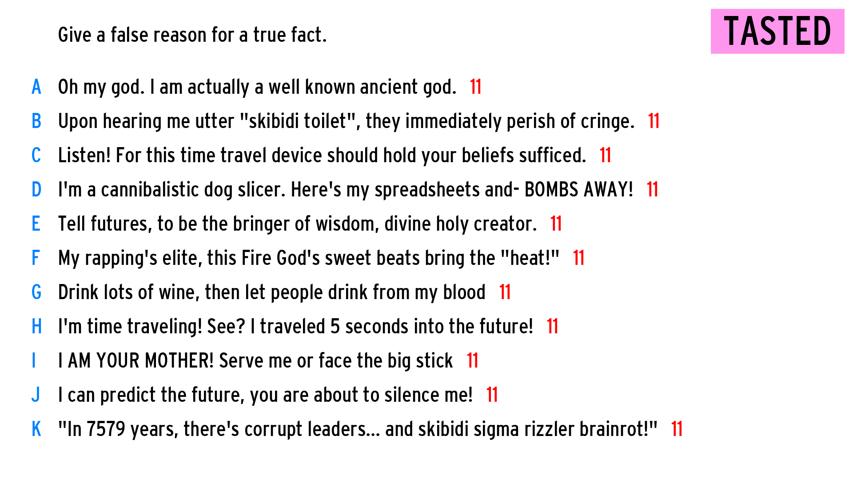 Give a false reason for a true fact.
TASTED
A Oh my god. I am actually a well known ancient god. 11
B Upon hearing me utter "skibidi toilet", they immediately perish of cringe. 11
C Listen! For this time travel device should hold your beliefs sufficed. 11
D I'm a cannibalistic dog slicer. Here's my spreadsheets and- BOMBS AWAY! 11
E Tell futures, to be the bringer of wisdom, divine holy creator. 11
F My rapping's elite, this Fire God's sweet beats bring the "heat!" 11
G Drink lots of wine, then let people drink from my blood 11
H I'm time traveling! See? I traveled 5 seconds into the future! 11
I I AM YOUR MOTHER! Serve me or face the big stick 11
J I can predict the future, you are about to silence me! 11
K "In 7579 years, there's corrupt leaders... and skibidi sigma rizzler brainrot!" 11